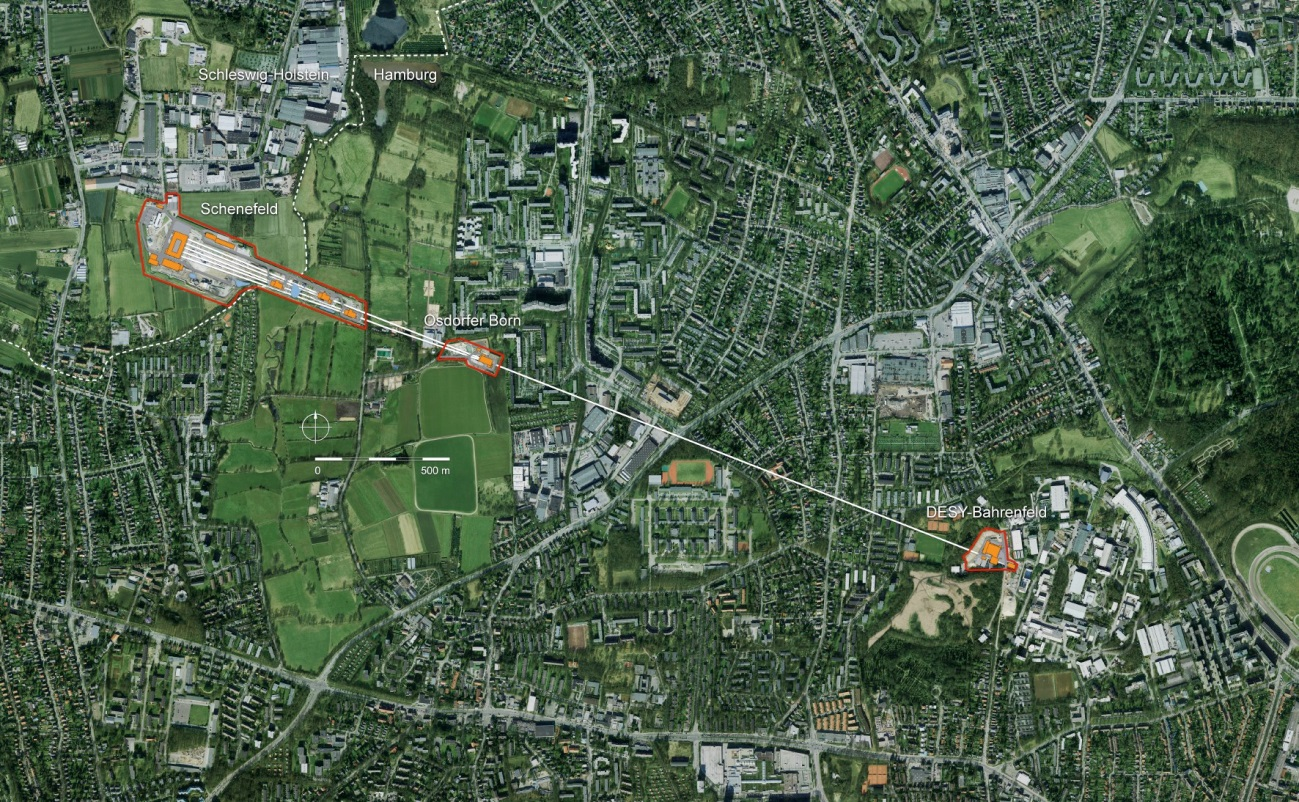 Schleswig-Holstein
Hamburg
Schenefeld
Osdorfer Born
0
500 m
DESY-Bahrenfeld